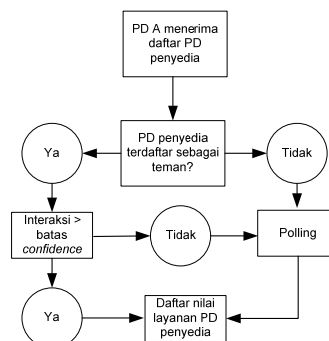 PD A menerima
daftar PD
penyedia
Ya
PD penyedia
terdaftar sebagai
teman?
Tidak
Interaksi >
batas
confidence
Tidak
Polling
Ya
Daftar nilai
layanan PD
penyedia